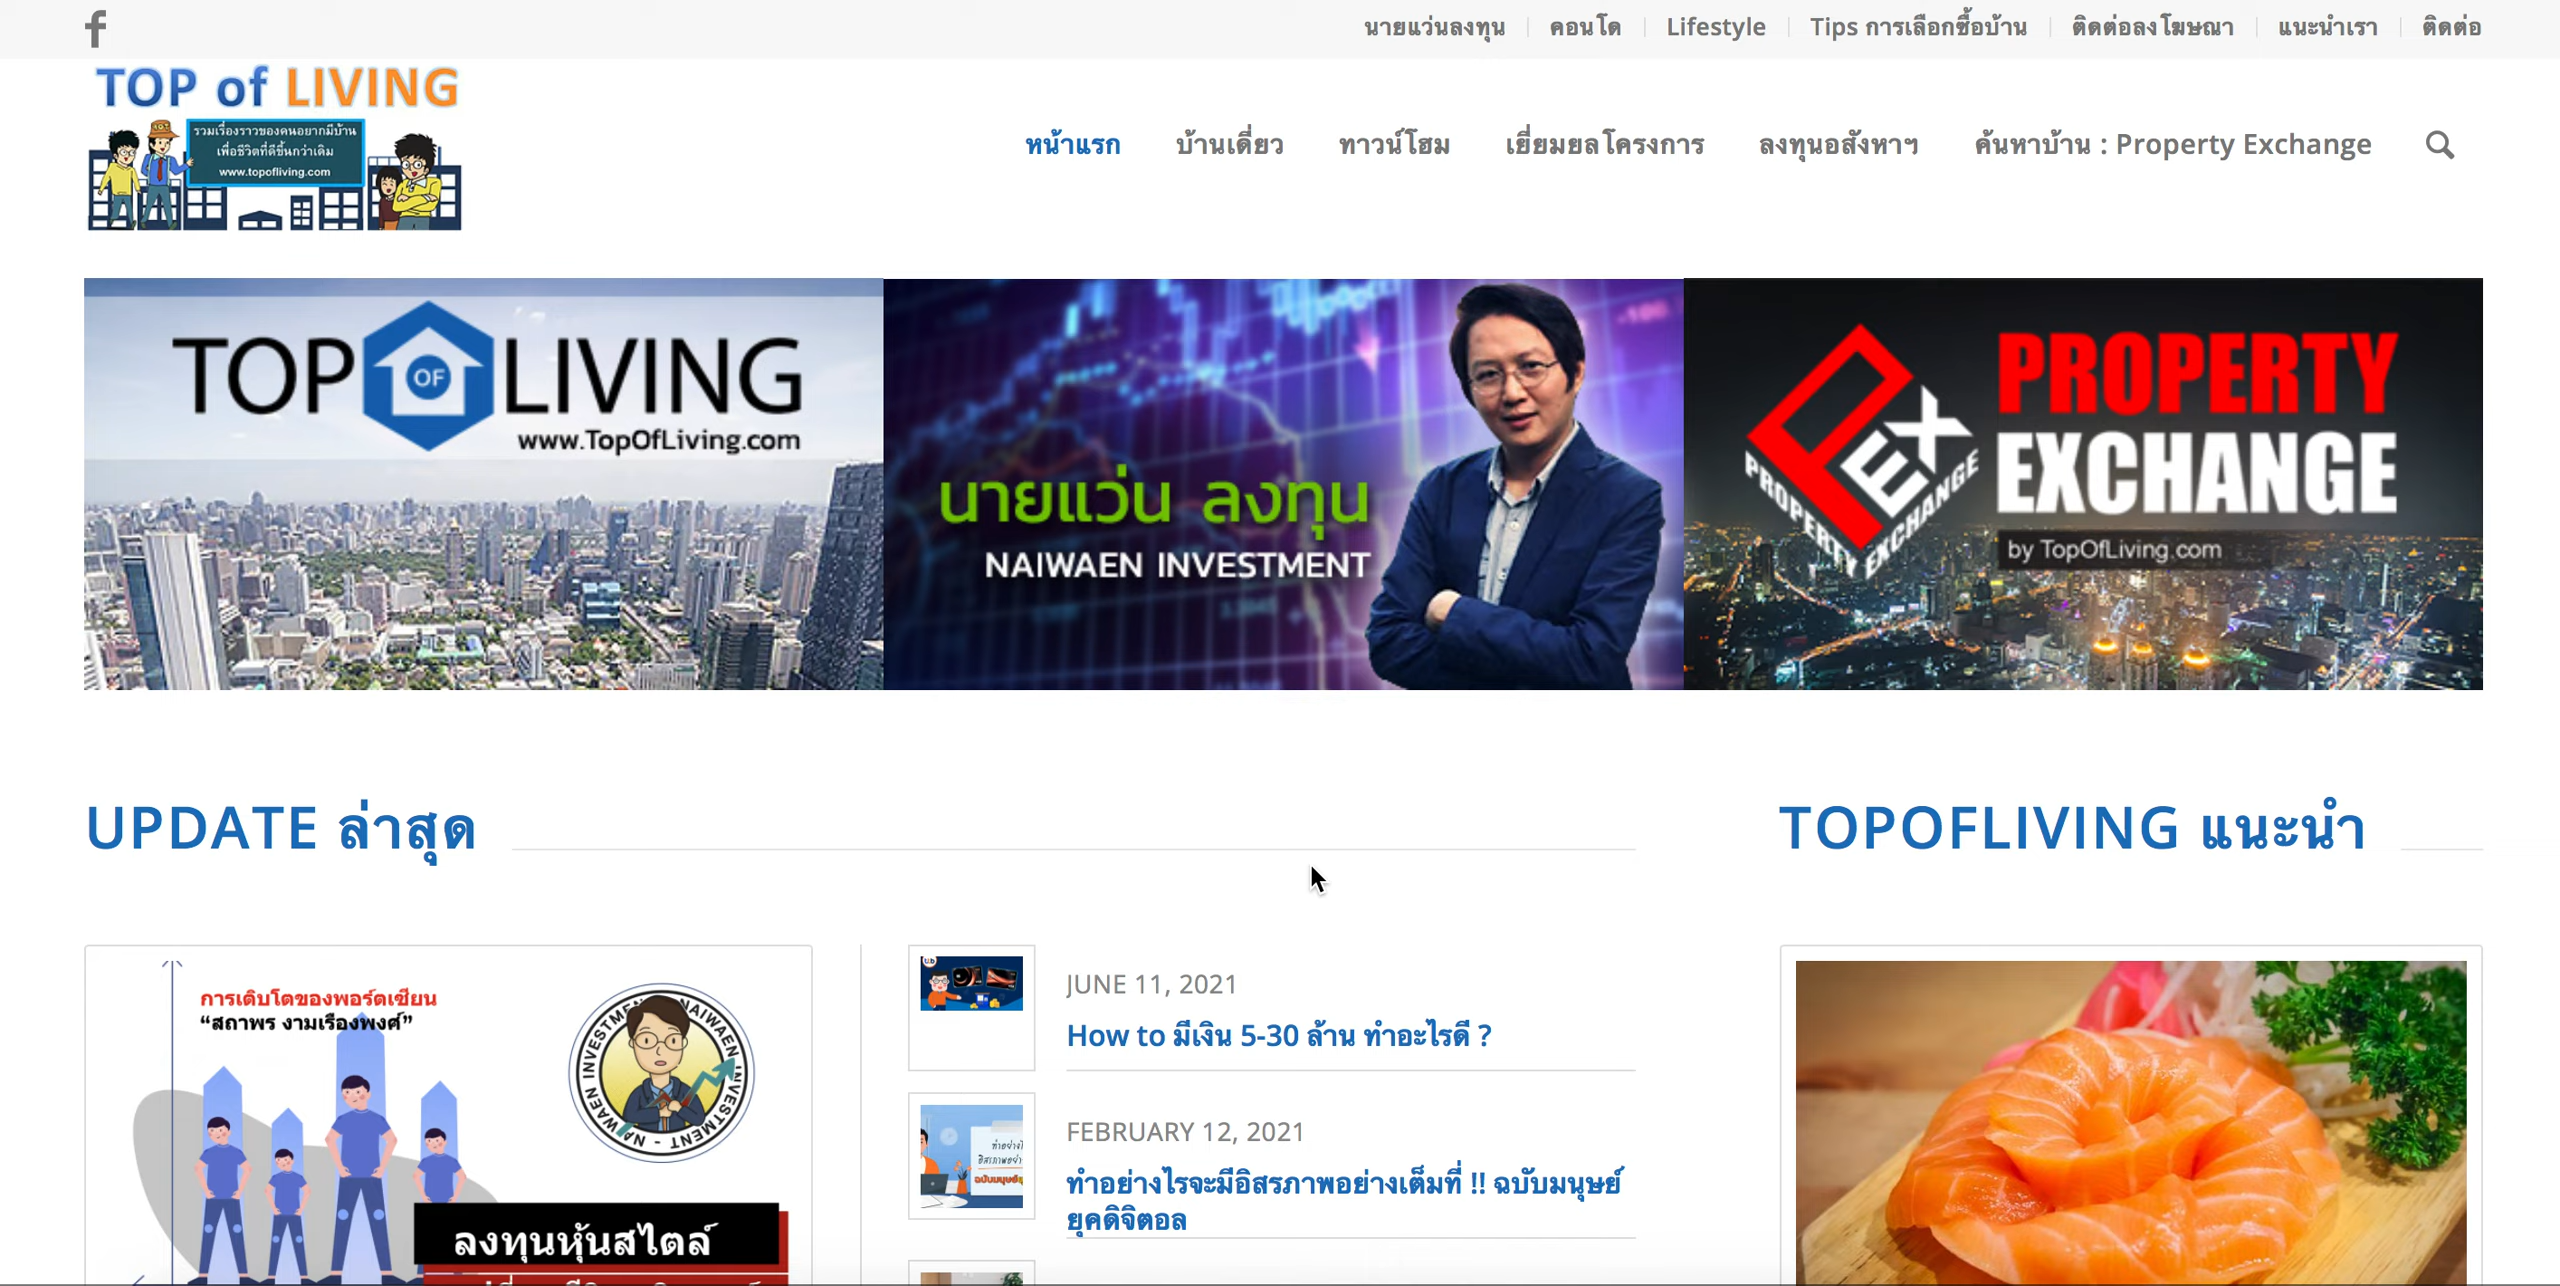 นายแว่นลงทุน
คอนโด
Lifestyle
Tips การเลือกซื้อบ้าน
ติดต่อลงโฆษณา
แนะนำเรา
ติดต่อ
TOP of LIVING
รวมเรื่องราวของคนอยากมีบ้าน
เพื่อชีวิตที่ดีขึ้นกว่าเดิม
www.topofliving.com
หน้าแรก
บ้านเดี่ยว
ทาวน์โฮม
เยี่ยมยลโครงการ
ลงทุนอสังหาฯ
ค้นหาบ้าน : Property Exchange
TOP OF LIVING
www.TopOfLiving.com
นายแว่น ลงทุน
NAIWAEN INVESTMENT
PEX
PROPERTY EXCHANGE
PROPERTY
EXCHANGE
by TopOfLiving.com
UPDATE ล่าสุด
TOPOFLIVING แนะนำ
การเติบโตของพอร์ตเซียน
“สถาพร งามเรืองพงศ์”
NAIWAEN INVESTMENT - NAIWAEN INVESTMENT
ลงทุนหุ้นสไตล์
JUNE 11, 2021
How to มีเงิน 5-30 ล้าน ทำอะไรดี ?
FEBRUARY 12, 2021
ทำอย่างไรจะมีอิสรภาพอย่างเต็มที่ !! ฉบับมนุษย์
ยุคดิจิตอล